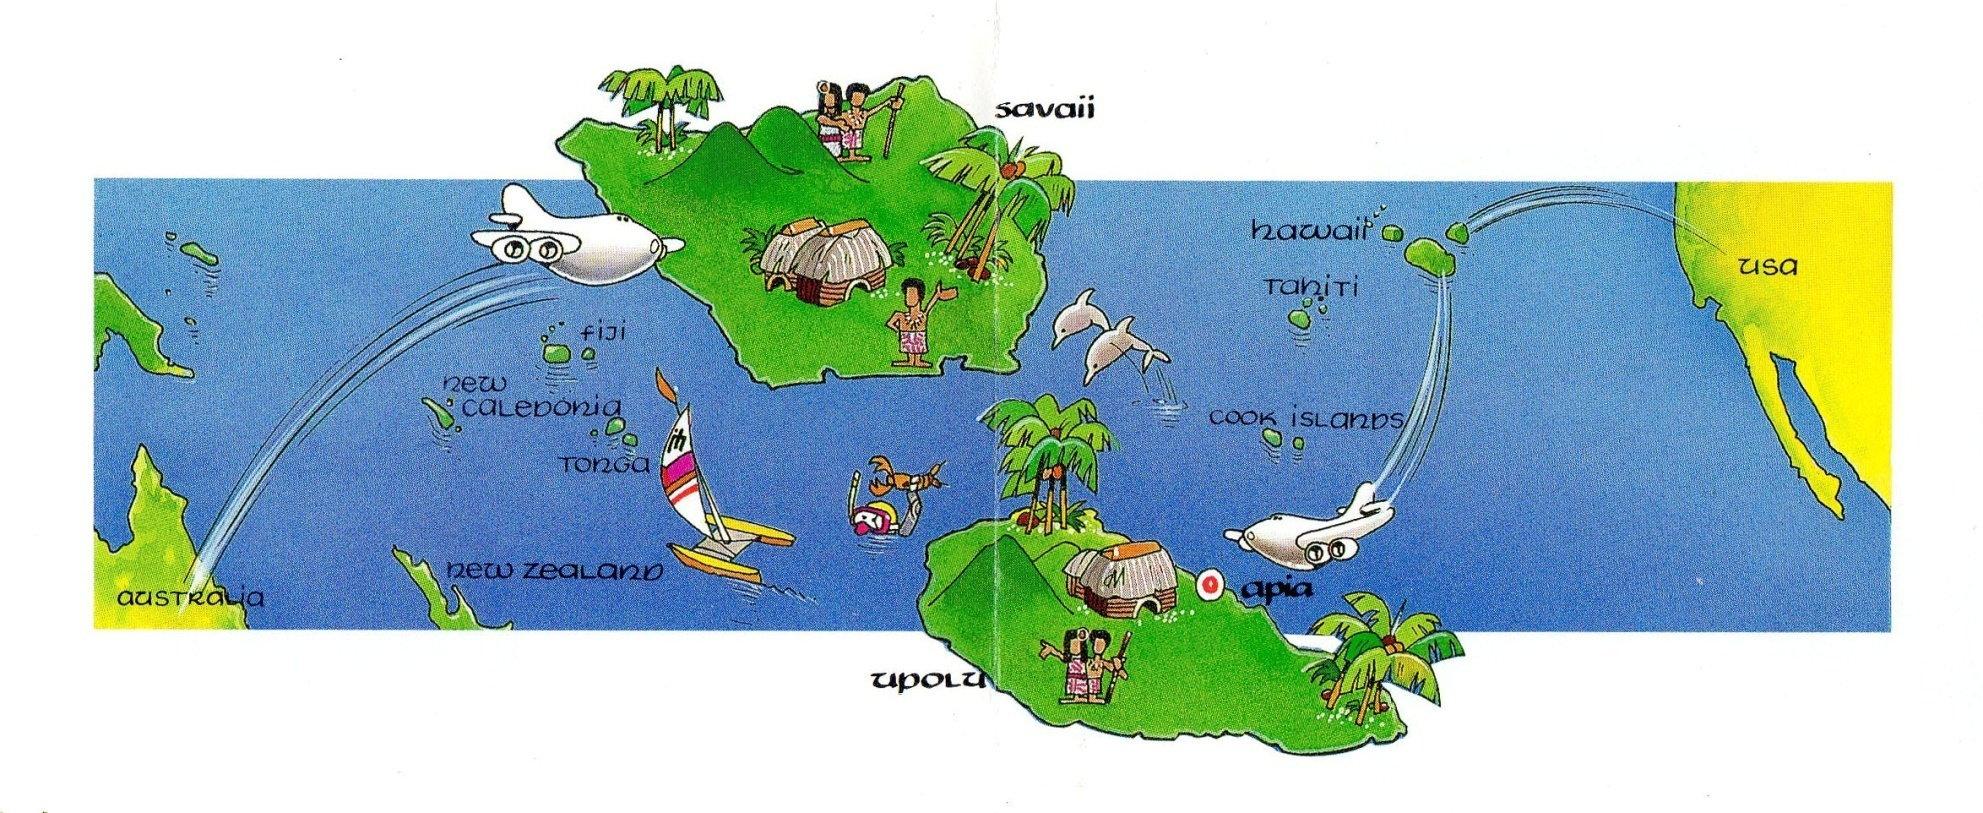 savaii
hawaii
USA
TAHITI
fiji
new
caledonia
cook islands
Tonga
new zealand
australia
apia
upolu